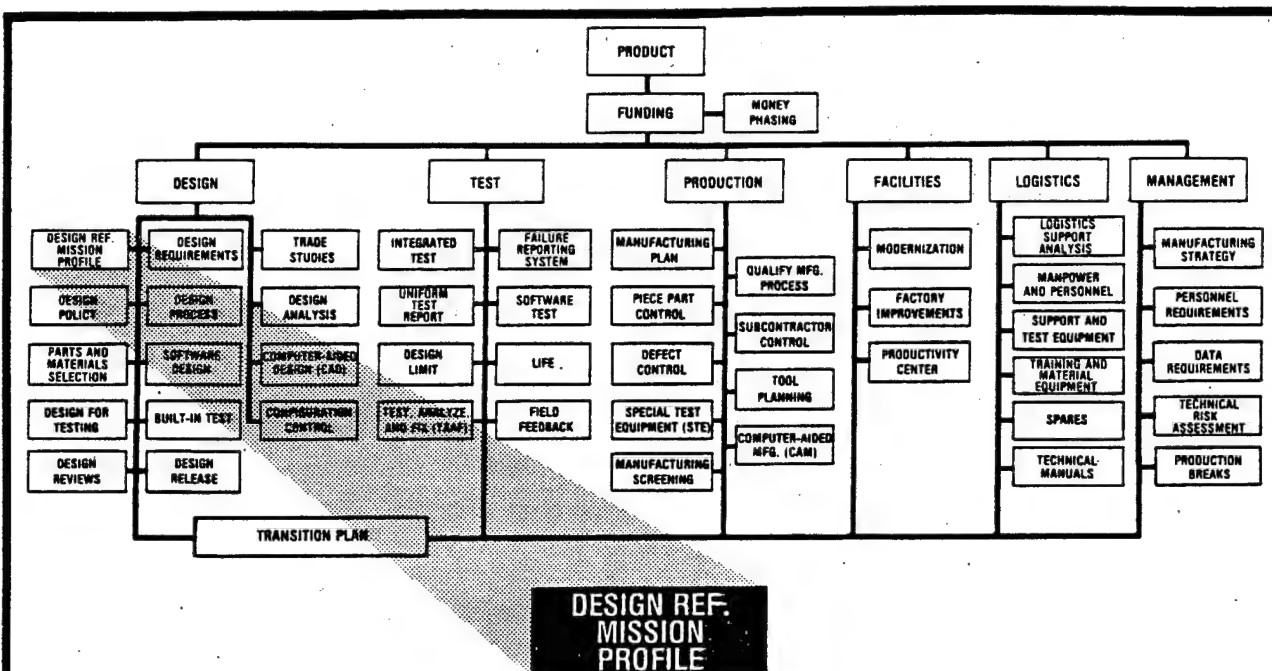 PRODUCT
FUNDING
MONEY
PHASING
DESIGN
TEST
PRODUCTION
FACILITIES
LOGISTICS
MANAGEMENT
DESIGN REF.
MISSION
PROFILE
DESIGN
REQUIREMENTS
TRADE
STUDIES
DESIGN
POLICY
DESIGN
PROCESS
DESIGN
ANALYSIS
PARTS AND
MATERIALS
SELECTION
SOFTWARE
DESIGN
COMPUTER-AIDED
DESIGN (CAD)
DESIGN FOR
TESTING
BUILT-IN TEST
CONFIGURATION
CONTROL
DESIGN
REVIEWS
DESIGN
RELEASE
INTEGRATED
TEST
FAILURE
REPORTING
SYSTEM
UNIFORM
TEST
REPORT
SOFTWARE
TEST
DESIGN
LIMIT
LIFE
TEST, ANALYZE,
AND FIX (TAAF)
FIELD
FEEDBACK
MANUFACTURING
PLAN
QUALIFY MFG.
PROCESS
PIECE PART
CONTROL
SUBCONTRACTOR
CONTROL
DEFECT
CONTROL
TOOL
PLANNING
SPECIAL TEST
EQUIPMENT (STE)
COMPUTER-AIDED
MFG. (CAM)
MANUFACTURING
SCREENING
MODERNIZATION
FACTORY
IMPROVEMENTS
PRODUCTIVITY
CENTER
LOGISTICS
SUPPORT
ANALYSIS
MANPOWER
AND PERSONNEL
SUPPORT AND
TEST EQUIPMENT
TRAINING AND
MATERIAL
EQUIPMENT
SPARES
TECHNICAL
MANUALS
MANUFACTURING
STRATEGY
PERSONNEL
REQUIREMENTS
DATA
REQUIREMENTS
TECHNICAL
RISK
ASSESSMENT
PRODUCTION
BREAKS
TRANSITION PLAN
DESIGN REF.
MISSION
PROFILE